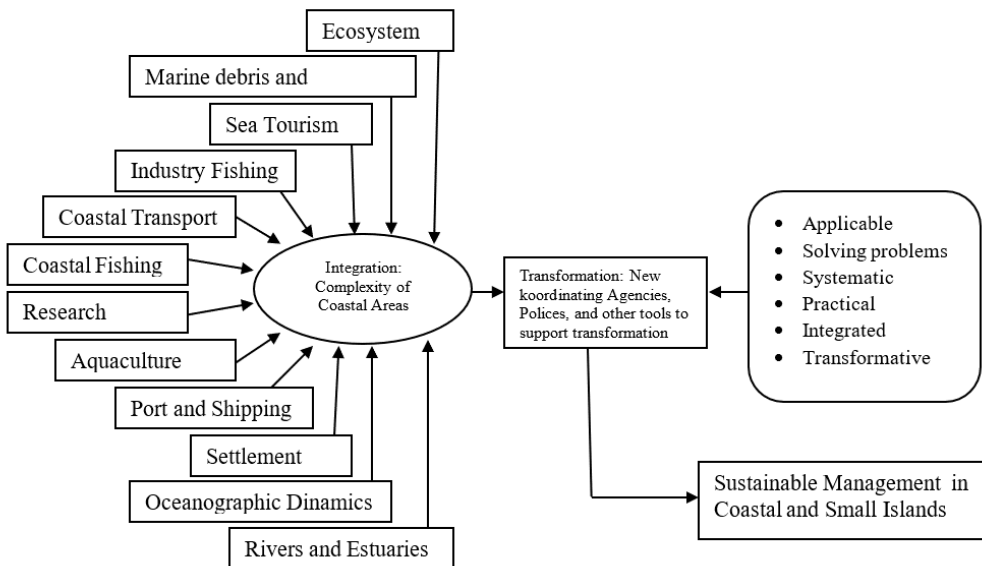 Ecosystem
Marine debris and
Sea Tourism
Industry Fishing
Coastal Transport
Coastal Fishing
Research
Aquaculture
Port and Shipping
Settlement
Oceanographic Dinamics
Rivers and Estuaries
Integration:
Complexity of
Coastal Areas
Transformation: New
koordinating Agencies,
Polices, and other tools to
support transformation
• Applicable
• Solving problems
• Systematic
• Practical
• Integrated
• Transformative
Sustainable Management in
Coastal and Small Islands